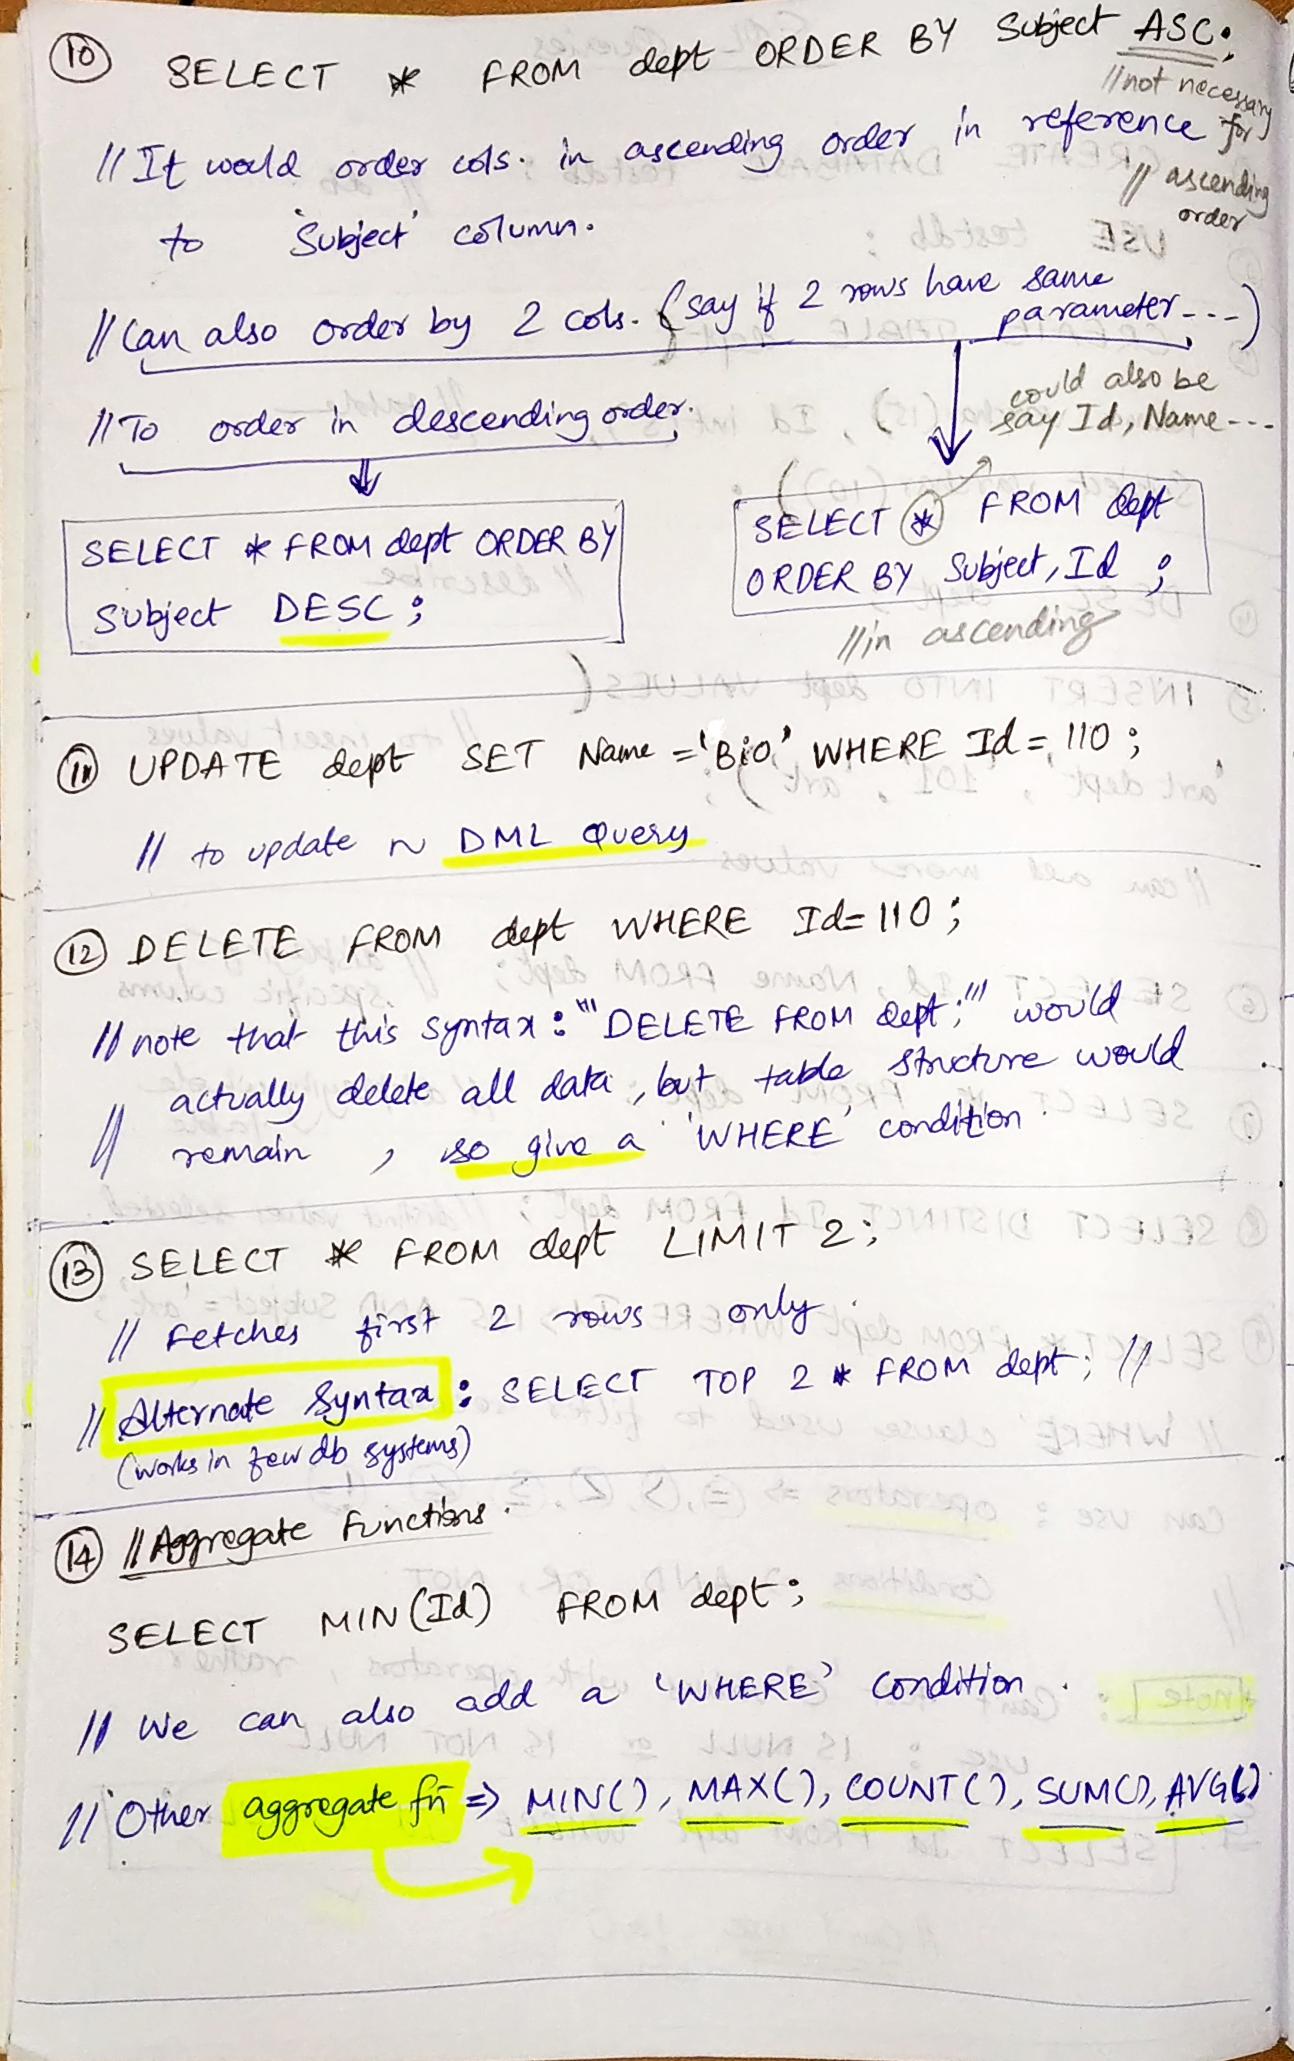 10 SELECT * FROM dept ORDER BY Subject ASC;
//not necessary for
// ascending order
// It would order cols. in ascending order in reference
to 'Subject' column.
// Can also order by 2 cols. (say if 2 rows have same
parameter---)
could also be
say Id, Name---
// To order in descending order.
SELECT * FROM dept ORDER BY
Subject DESC;
SELECT * FROM dept
ORDER BY Subject, Id ;
//in ascending
11 UPDATE dept SET Name = 'Bio' WHERE Id = 110 ;
// to update ~ DML Query
12 DELETE FROM dept WHERE Id=110 ;
// note that this syntax : """DELETE FROM dept;""" would
actually delete all data, but table structure would
// remain , so give a 'WHERE' condition
13 SELECT * FROM dept LIMIT 2;
// Fetches first 2 rows only.
// Alternate Syntax : SELECT TOP 2 * FROM dept; //
(works in few db systems)
14 // Aggregate Functions.
SELECT MIN(Id) FROM dept;
// We can also add a 'WHERE' condition.
// Other aggregate fn => MIN(), MAX(), COUNT(), SUM(), AVG()